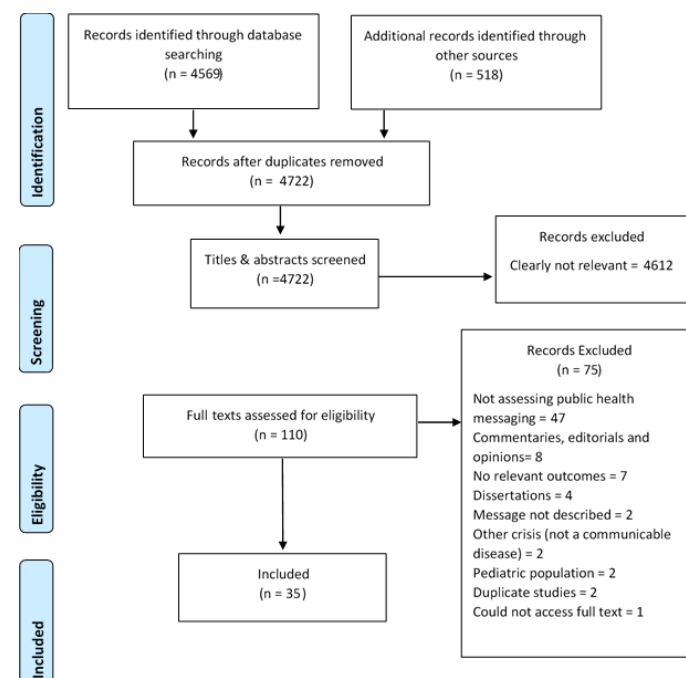 Records identified through database
searching
(n = 4569)
Additional records identified through
other sources
(n = 518)
Identification
Records after duplicates removed
(n = 4722)
Titles & abstracts screened
(n =4722)
Records excluded
Clearly not relevant = 4612
Screening
Full texts assessed for eligibility
(n = 110)
Records Excluded
(n = 75)
Not assessing public health
messaging = 47
Commentaries, editorials and
opinions= 8
No relevant outcomes = 7
Dissertations = 4
Message not described = 2
Other crisis (not a communicable
disease) = 2
Pediatric population = 2
Duplicate studies = 2
Could not access full text = 1
Eligibility
Included
(n = 35)
Included